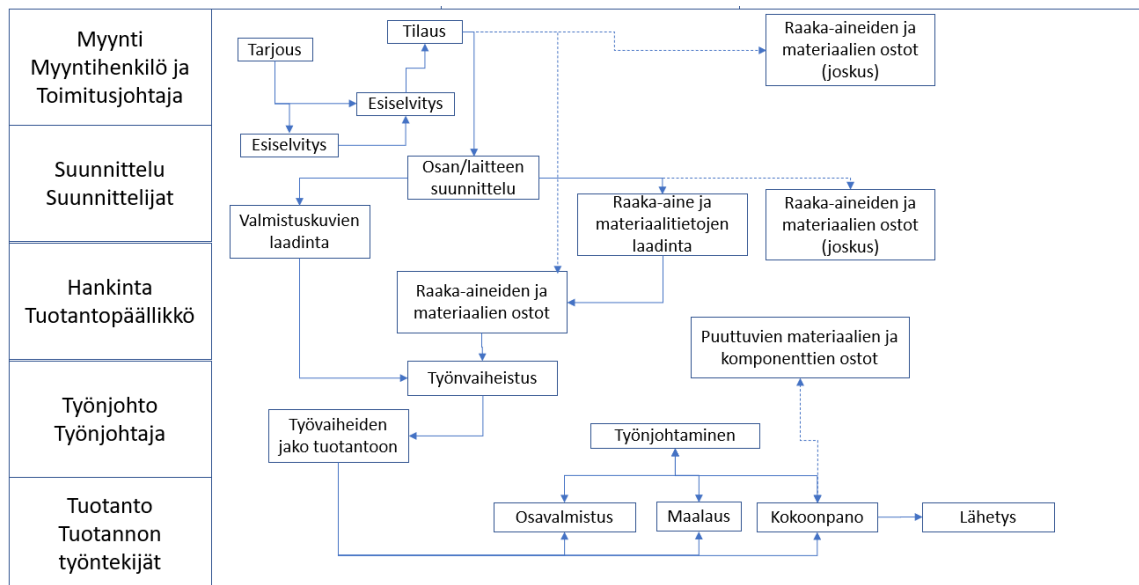 Myynti
Myyntihenkilö ja
Toimitusjohtaja
Tarjous
Tilaus
Raaka-aineiden ja
materiaalien ostot
(joskus)
Esiselvitys
Esiselvitys
Suunnittelu
Suunnittelijat
Osan/laitteen
suunnittelu
Valmistuskuvien
laadinta
Raaka-aine ja
materiaalitietojen
laadinta
Raaka-aineiden ja
materiaalien ostot
(joskus)
Hankinta
Tuotantopäällikkö
Raaka-aineiden ja
materiaalien ostot
Puuttuvien materiaalien ja
komponenttien ostot
Työnvaiheistus
Työnjohto
Työnjohtaja
Työvaiheiden
jako tuotantoon
Työnjohtaminen
Tuotanto
Tuotannon
työntekijät
Osavalmistus
Maalaus
Kokoonpano
Lähetys